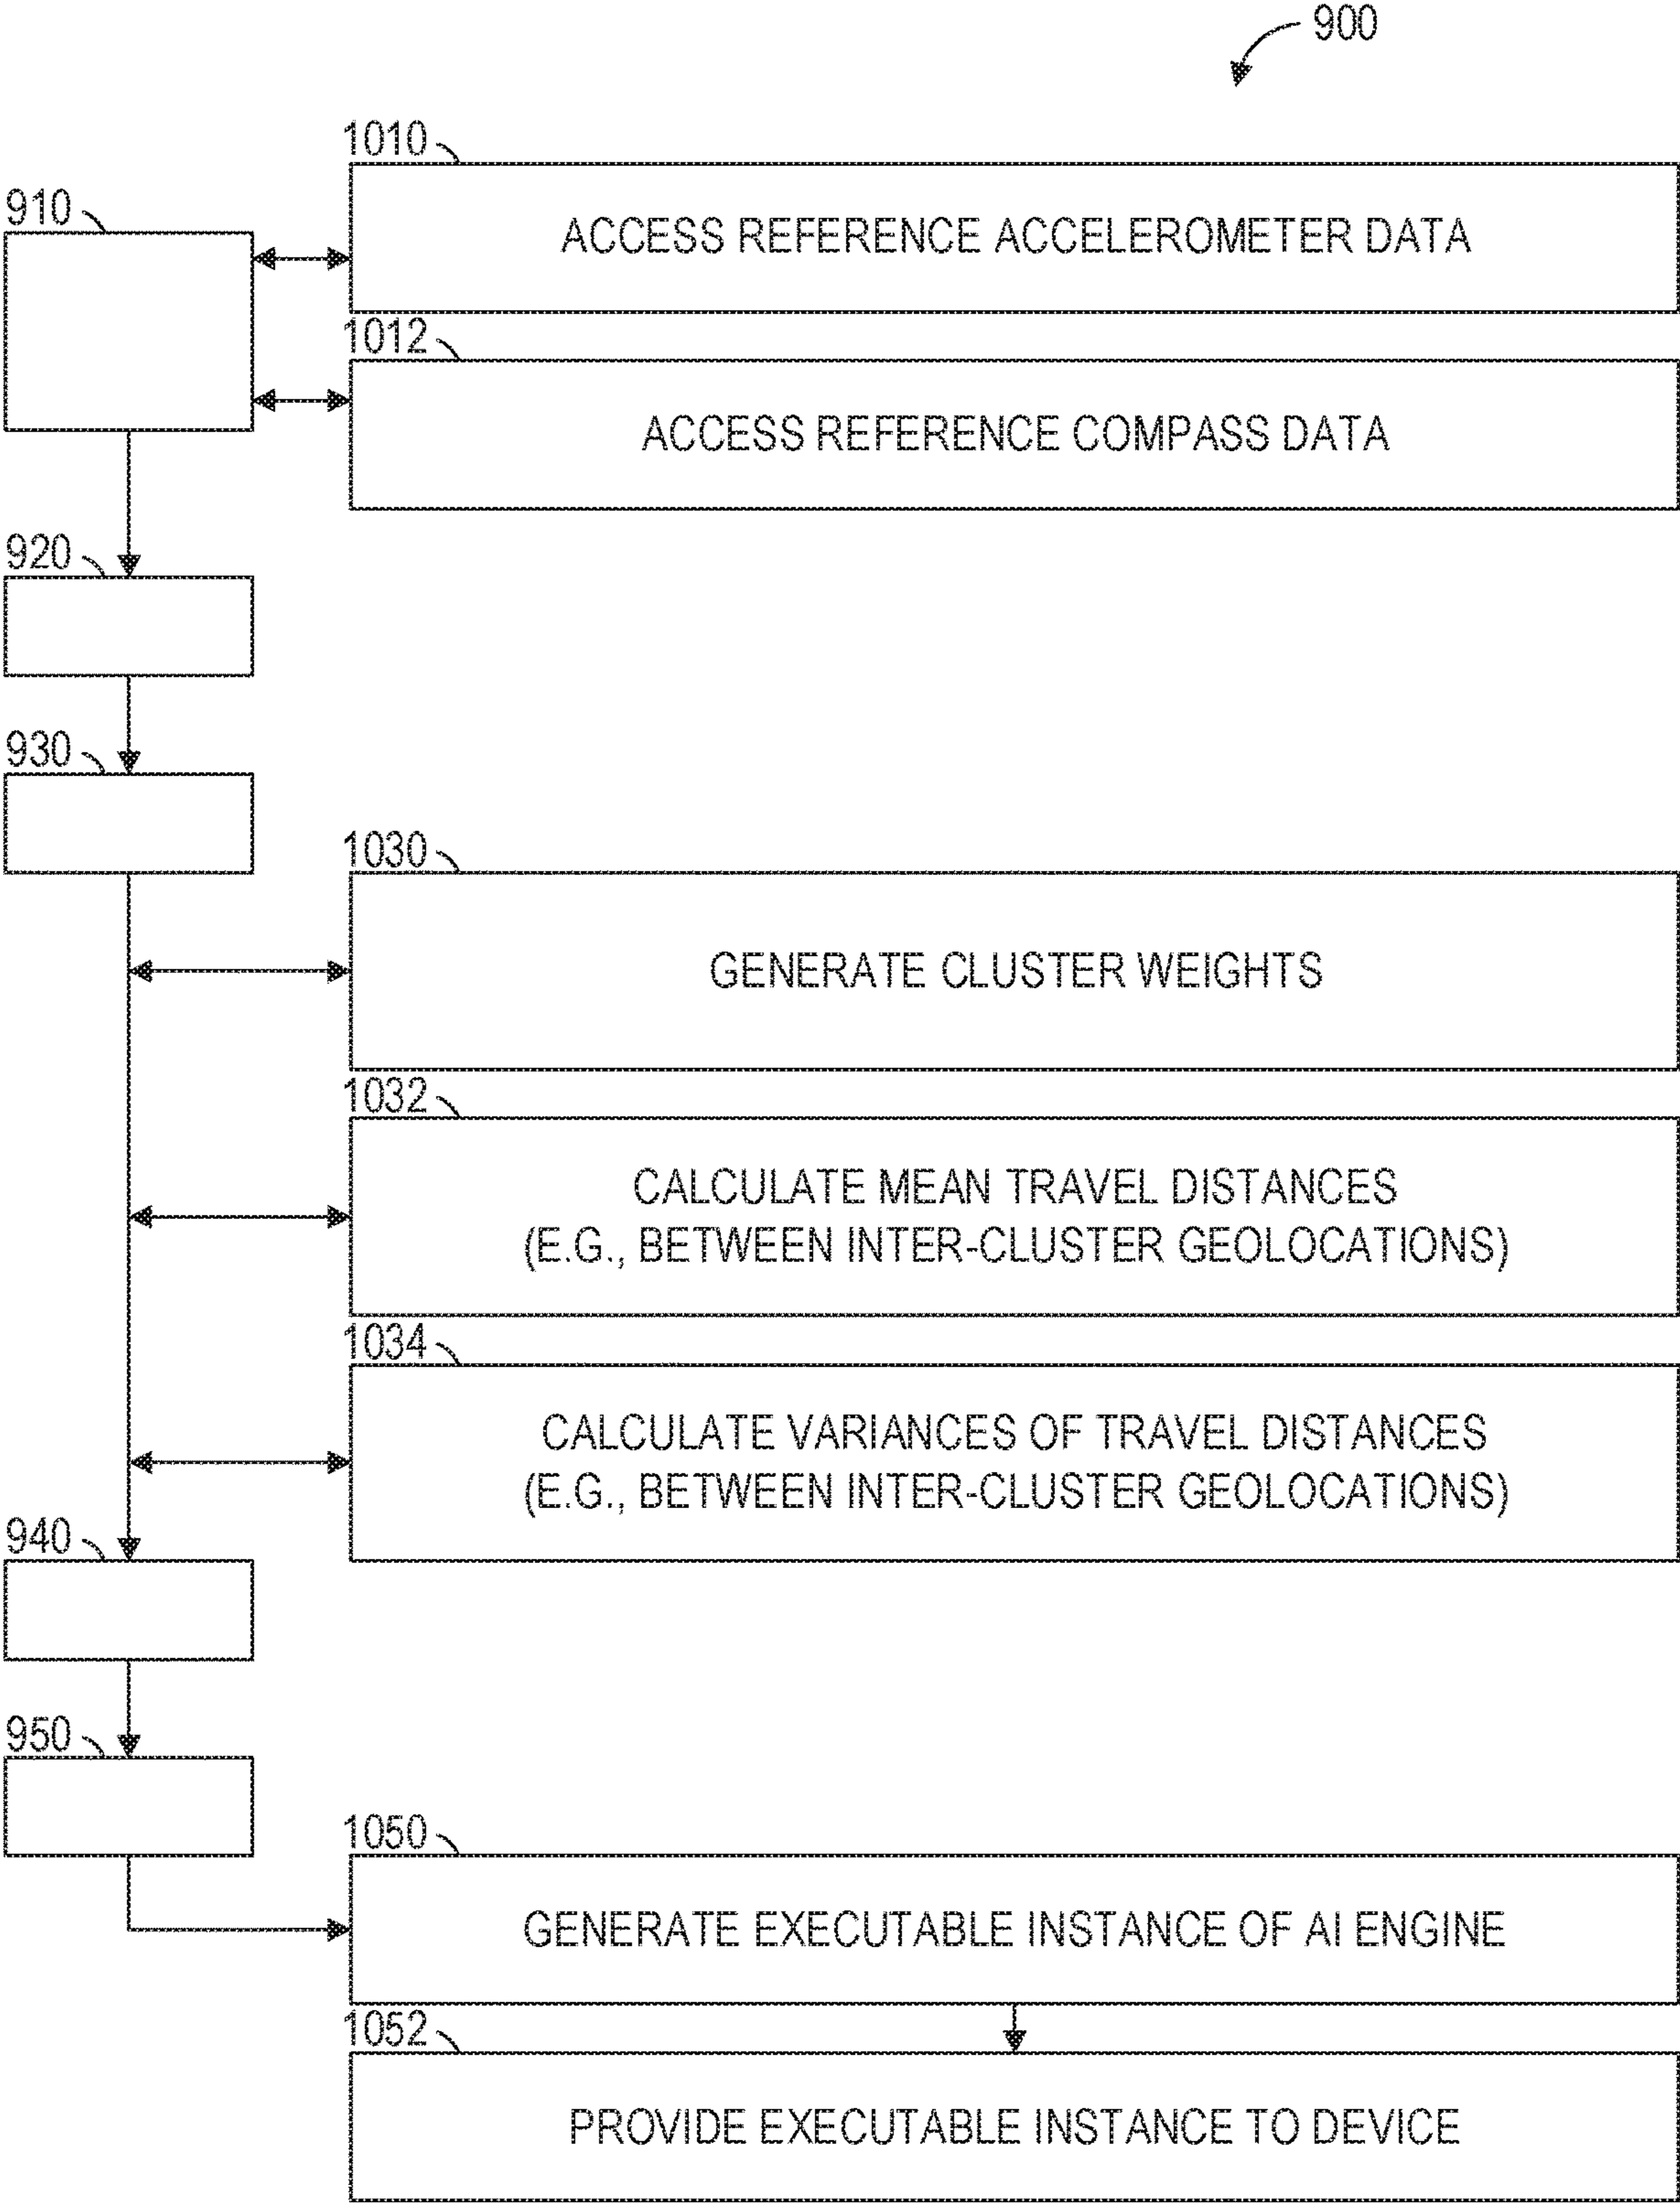 900
1010
910
ACCESS REFERENCE ACCELEROMETER DATA
1012
ACCESS REFERENCE COMPASS DATA
920
930
1030
GENERATE CLUSTER WEIGHTS
1032
CALCULATE MEAN TRAVEL DISTANCES
(E.G., BETWEEN INTER-CLUSTER GEOLOCATIONS)
1034
CALCULATE VARIANCES OF TRAVEL DISTANCES
(E.G., BETWEEN INTER-CLUSTER GEOLOCATIONS)
940
950
1050
GENERATE EXECUTABLE INSTANCE OF AI ENGINE
1052
PROVIDE EXECUTABLE INSTANCE TO DEVICE